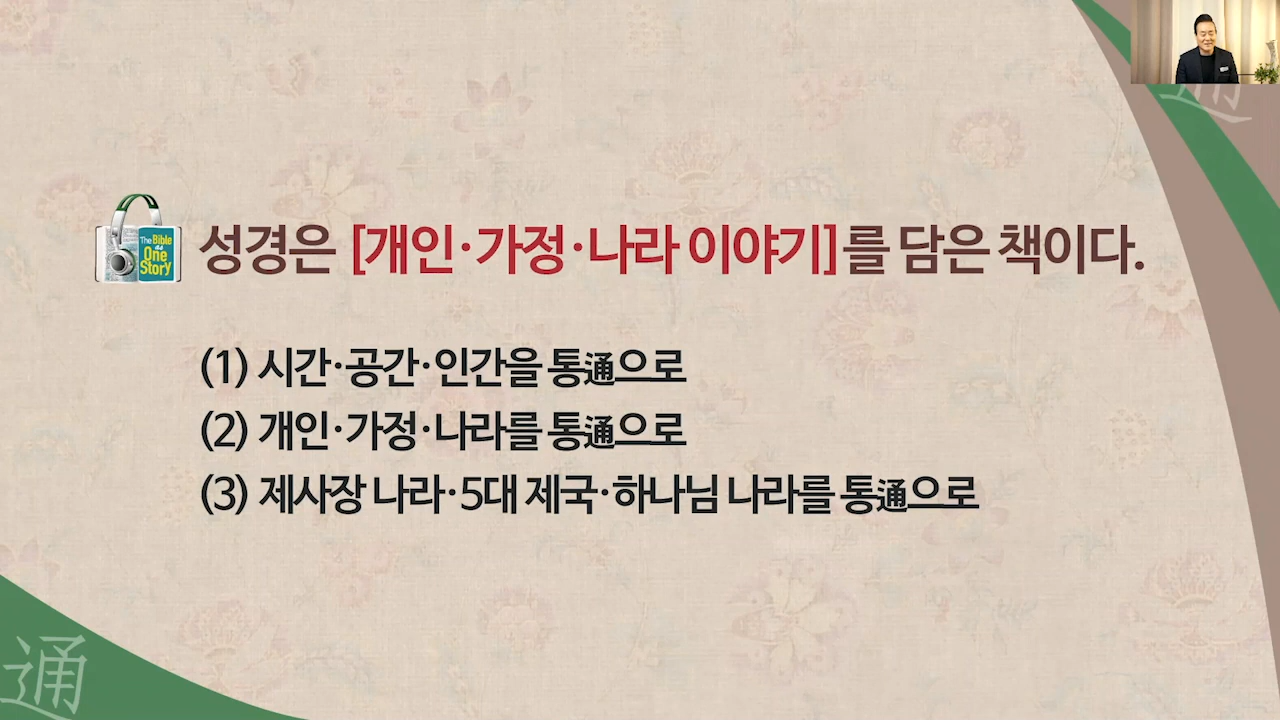 通
The Bible
as
One
Story
성경은 [개인·가정·나라 이야기]를 담은 책이다.
(1) 시간·공간·인간을 통通으로
(2) 개인·가정·나라를 통通으로
(3) 제사장 나라·5대 제국·하나님 나라를 통通으로
通